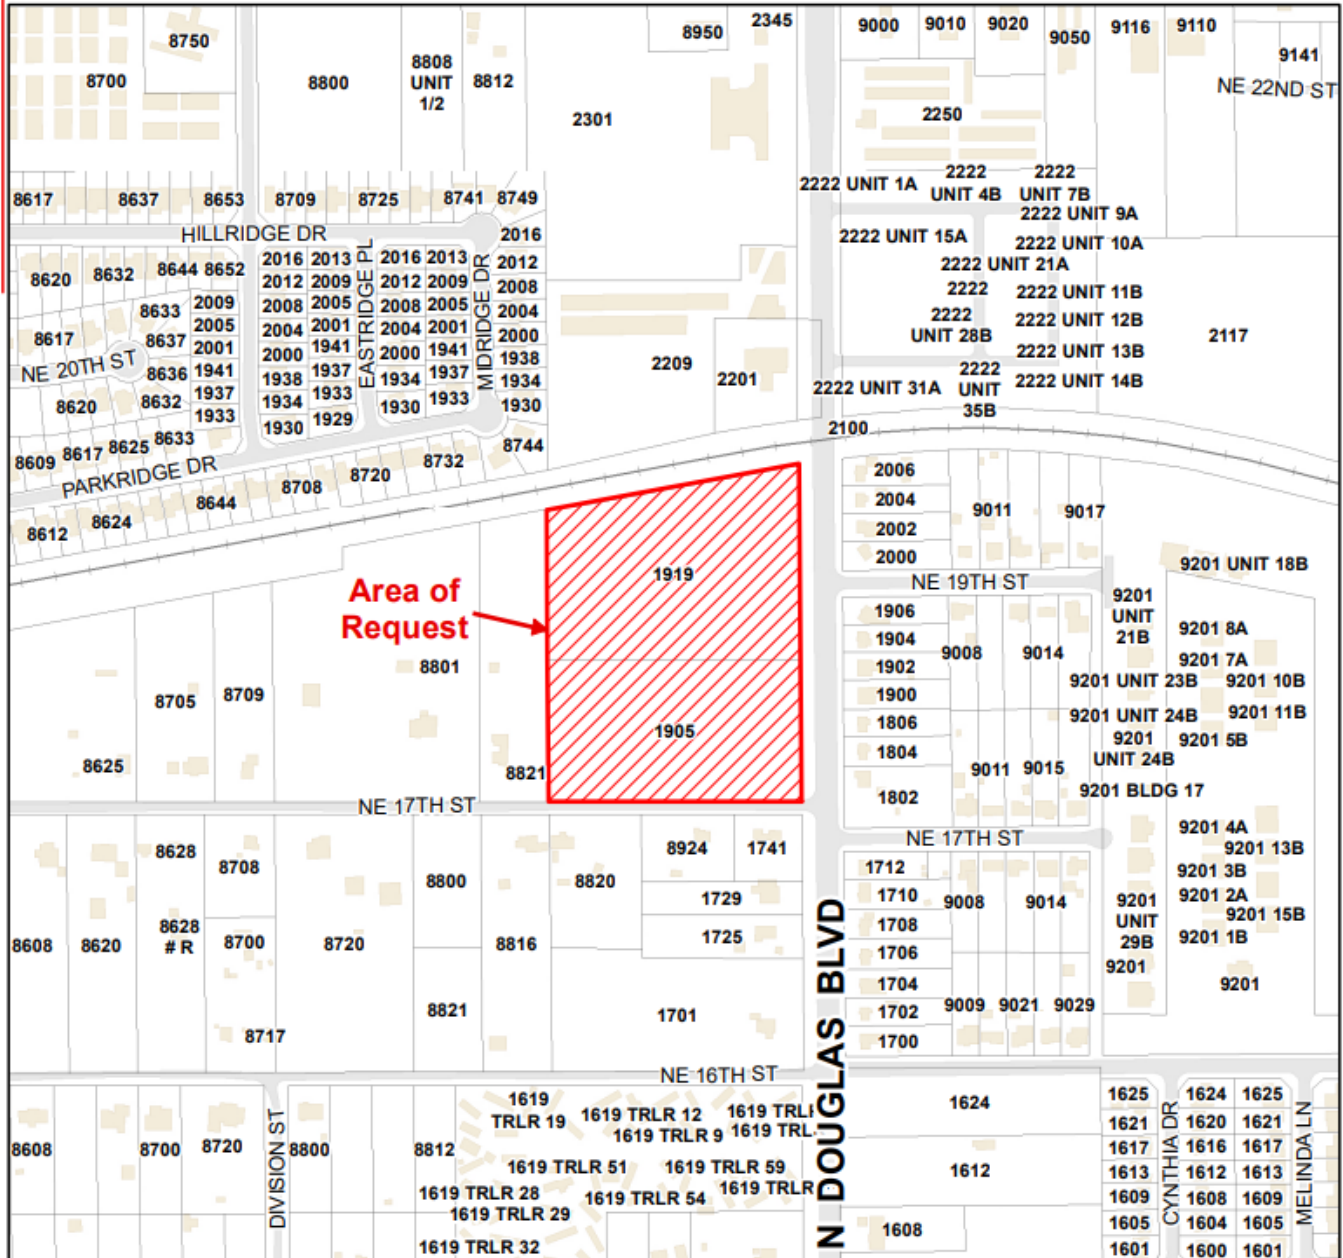 2345
9000
9010
9020
9050
9116
9110
9141
8750
8950
8700
8800
8808
UNIT
1/2
8812
NE 22ND ST
2301
2250
2222 UNIT 1A
2222
UNIT 4B
2222
UNIT 7B
8617
8637
8653
8709
8725
8741
8749
2222 UNIT 9A
HILLRIDGE DR
2016
2222 UNIT 15A
2222 UNIT 10A
8620
8632
8644
8652
2016
2013
2016
2013
2012
2222 UNIT 21A
2012
2009
2012
2009
2008
2222
2222 UNIT 11B
8633
2009
2008
2005
2008
2005
2004
2222
UNIT 28B
2222 UNIT 12B
8617
8637
2005
2004
2001
2004
2001
2000
2117
NE 20TH ST
2001
2000
1941
2000
1941
1938
2222 UNIT 13B
8636
1941
1938
1937
1934
1937
1934
2209
2201
2222 UNIT 31A
2222
UNIT
35B
2222 UNIT 14B
8620
8632
1937
1934
1933
1930
1933
1930
1933
1930
1929
EASTRIDGE PL
MIDRIDGE DR
2100
8609
8617
8625
8633
8744
PARKRIDGE DR
8612
8624
8644
8708
8720
8732
2006
2004
2002
2000
9011
9017
1919
NE 19TH ST
9201 UNIT 18B
Area of
Request
9201
UNIT
21B
1906
1904
1902
1900
1806
1804
1802
9008
9014
9201 8A
9201 7A
9201 UNIT 23B
9201 10B
8801
8705
8709
9201 UNIT 24B
9201 11B
1905
9201
UNIT 24B
9201 5B
8625
8821
9011
9015
9201 BLDG 17
NE 17TH ST
NE 17TH ST
9201 4A
9201 13B
8628
8708
8924
1741
1712
9201 3B
8800
8820
1729
1710
9008
9014
9201
UNIT
29B
9201 2A
9201 15B
8608
8620
8628
# R
8700
8720
8816
1725
1708
1706
9201 1B
9201
9201
1704
8821
1701
1702
9009
9021
9029
8717
1700
N DOUGLAS BLVD
NE 16TH ST
1619
TRLR 19
1619 TRLR 12
1619 TRL
1624
1625
1624
1625
1619 TRLR 9
1619 TRL
1621
1620
1621
8608
8700
8720
DIVISION ST
8800
8812
1617
1616
1617
1619 TRLR 51
1619 TRLR 59
1612
1613
1612
1613
1619 TRLR 28
1619 TRLR 54
1619 TRLR
1609
1608
1609
1619 TRLR 29
1608
1605
1604
1605
1619 TRLR 32
1601
1600
1601
CYNTHIA DR
MELINDA LN